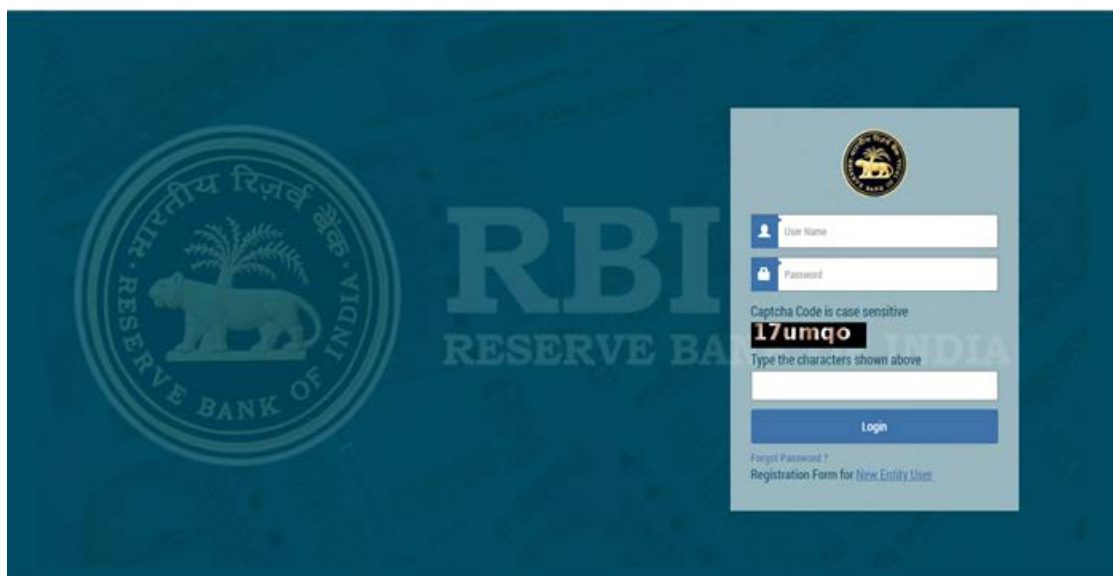 भारतीय रिज़र्व बैंक
RESERVE BANK OF INDIA
RBI
RESERVE BANK INDIA
User Name
Password
Captcha Code is case sensitive
17umqo
Type the characters shown above
Login
Forgot Password ?
Registration Form for New Entity User